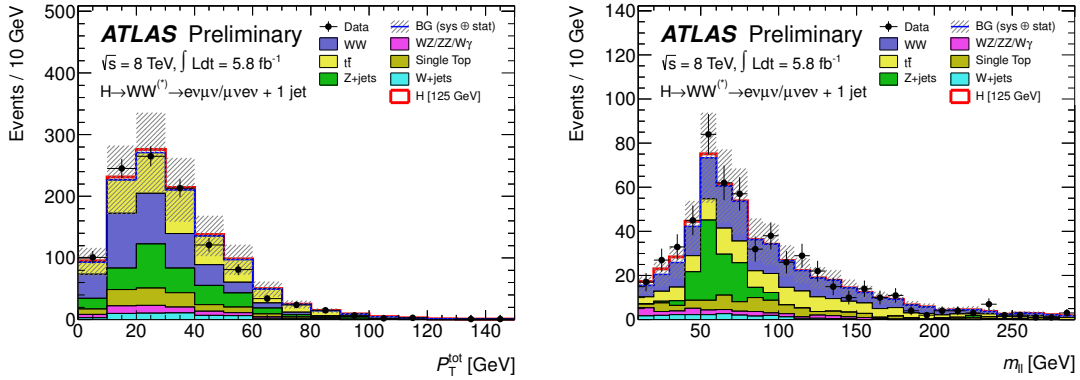 Events / 10 GeV
500
400
300
200
100
0
ATLAS Preliminary
√s = 8 TeV, ∫ Ldt = 5.8 fb⁻¹
H→WW⁽*⁾→eνμν/μνeν + 1 jet
Data
WW
tt̄
Z+jets
BG (sys ⊕ stat)
WZ/ZZ/Wγ
Single Top
W+jets
H [125 GeV]
0 20 40 60 80 100 120 140
P_T^tot [GeV]
Events / 10 GeV
140
120
100
80
60
40
20
0
ATLAS Preliminary
√s = 8 TeV, ∫ Ldt = 5.8 fb⁻¹
H→WW⁽*⁾→eνμν/μνeν + 1 jet
Data
WW
tt̄
Z+jets
BG (sys ⊕ stat)
WZ/ZZ/Wγ
Single Top
W+jets
H [125 GeV]
50 100 150 200 250
m_ll [GeV]